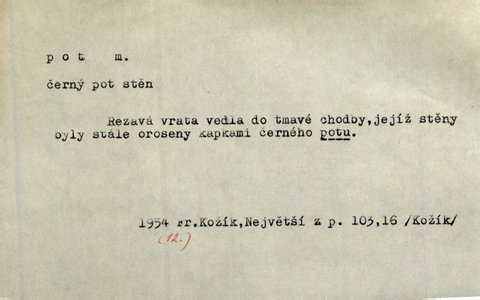 p o t   m.
černý pot stěn
Rezavá vrata vedla do tmavé chodby,jejíž stěny
byly stále oroseny kapkami černého potu.
1954 Fr.Kožík,Největší z p. 103,16 /Kožík/
(12.)